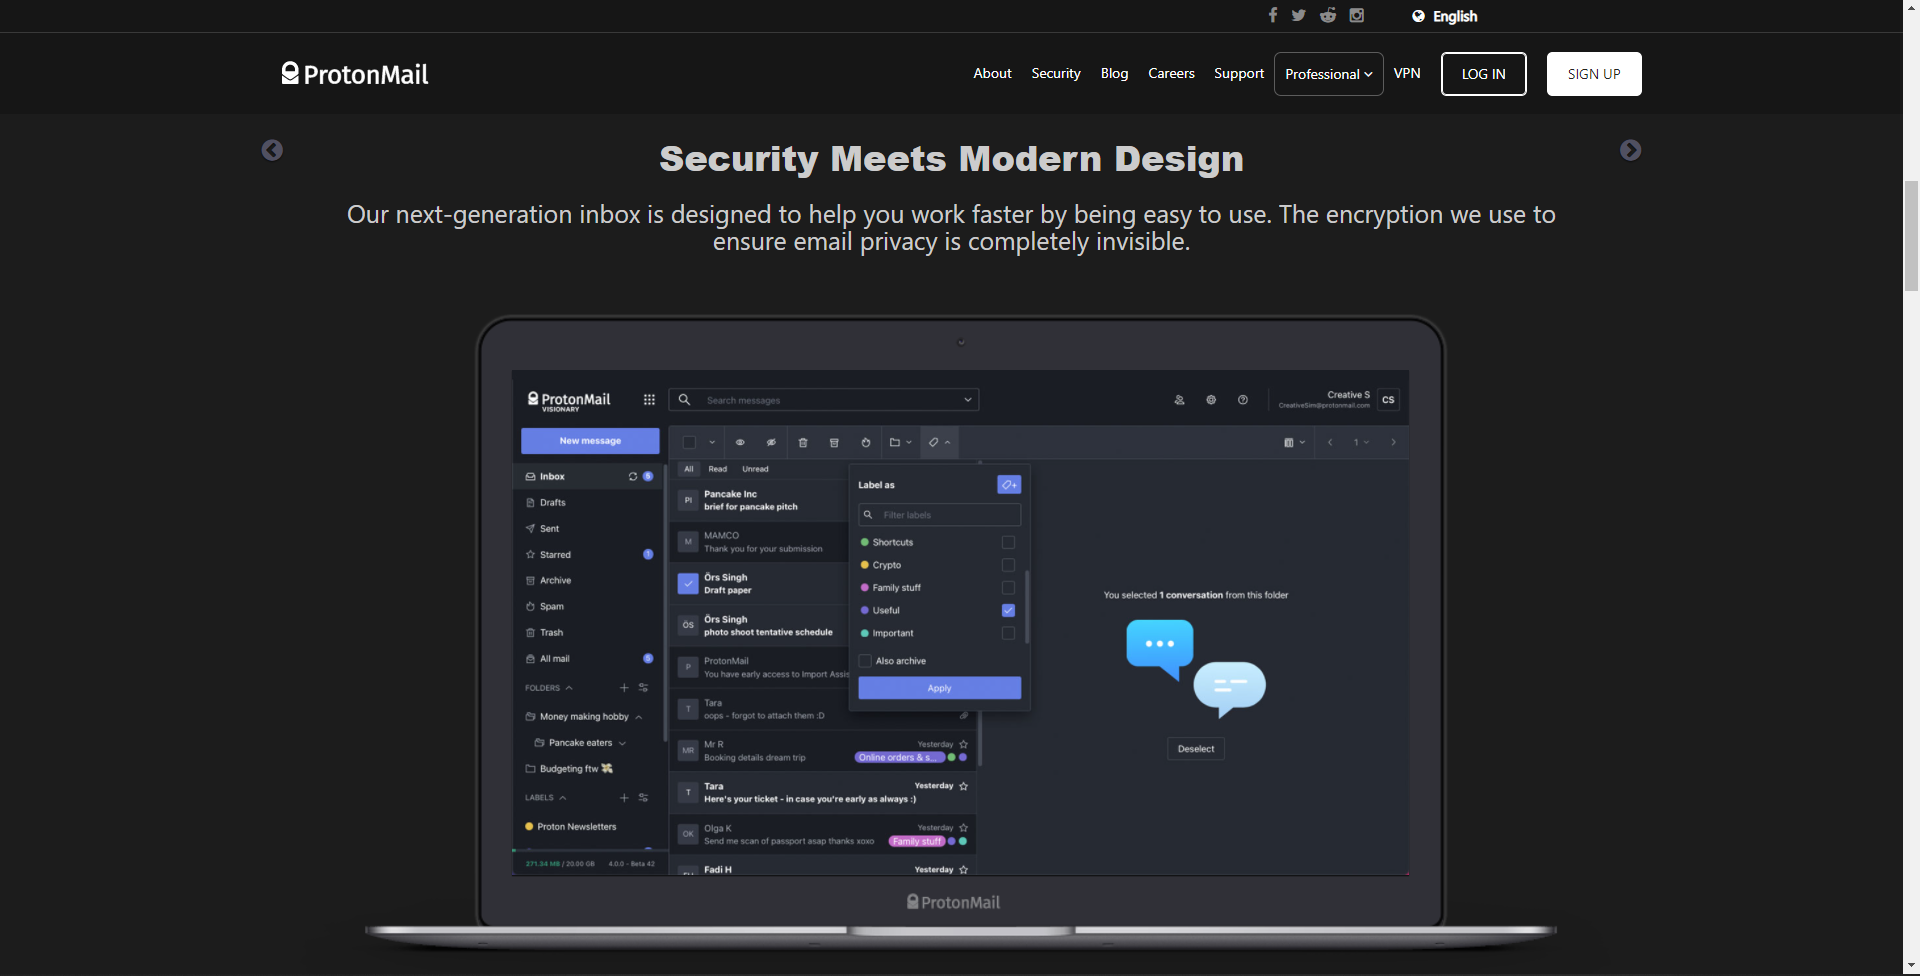 English
ProtonMail
About Security Blog Careers Support Professional VPN LOG IN SIGN UP
Security Meets Modern Design
Our next-generation inbox is designed to help you work faster by being easy to use. The encryption we use to
ensure email privacy is completely invisible.
ProtonMail
VISIONARY
Search messages
Creative S
CreativeSim@protonmail.com
CS
New message
1
Inbox 5
Drafts
Sent
Starred 1
Archive
Spam
Trash
All mail 5
FOLDERS
Money making hobby
Pancake eaters
Budgeting ftw 💸
LABELS
Proton Newsletters
271.34 MB / 20.00 GB 4.0.0 - Beta 42
All Read Unread
PI
Pancake Inc
brief for pancake pitch
M
MAMCO
Thank you for your submission
Örs Singh
Draft paper
ÖS
Örs Singh
photo shoot tentative schedule
P
ProtonMail
You have early access to Import Assis
T
Tara
oops - forgot to attach them :D
MR
Mr R Yesterday
Booking details dream trip Online orders & s...
T
Tara Yesterday
Here's your ticket - in case you're early as always :)
OK
Olga K Yesterday
Send me scan of passport asap thanks xoxo Family stuff
Fadi H Yesterday
Label as
Filter labels
Shortcuts
Crypto
Family stuff
Useful
Important
Also archive
Apply
You selected 1 conversation from this folder
Deselect
ProtonMail